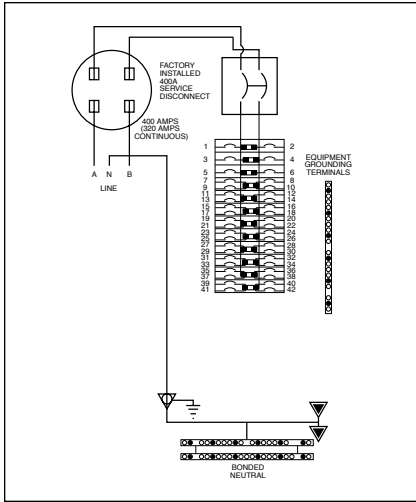 FACTORY
INSTALLED
400A
SERVICE
DISCONNECT
400 AMPS
(320 AMPS
CONTINUOUS)
A N B
LINE
1 2
3 4
5 6
7 8
9 10
11 12
13 14
15 16
17 18
19 20
21 22
23 24
25 26
27 28
29 30
31 32
33 34
35 36
37 38
39 40
41 42
EQUIPMENT
GROUNDING
TERMINALS
BONDED
NEUTRAL